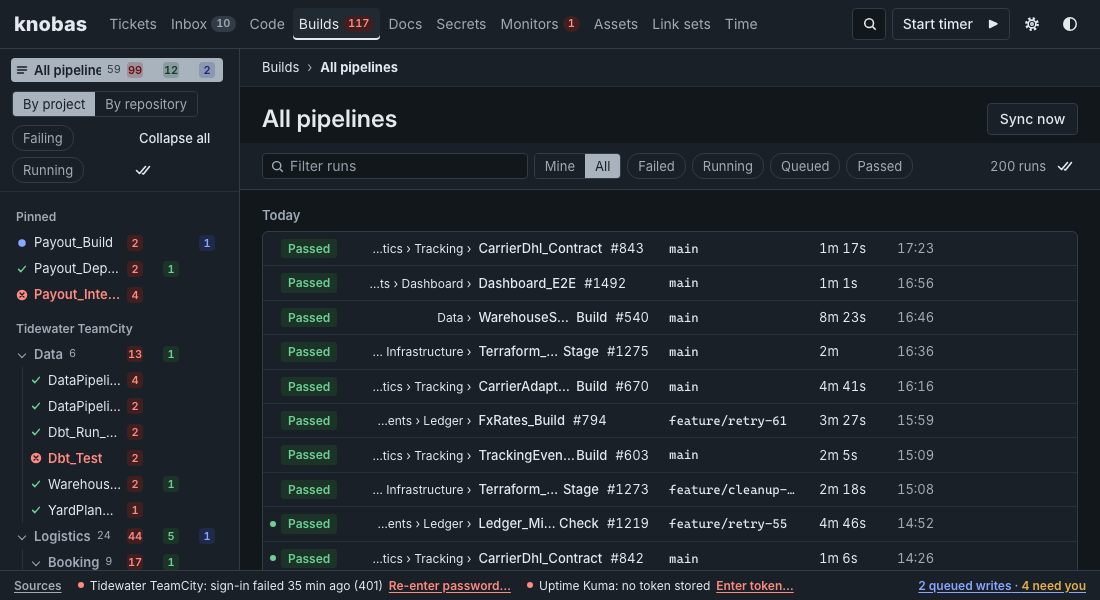 knobas Tickets Inbox 10 Code Builds 117 Docs Secrets Monitors 1 Assets Link sets Time Start timer
All pipeline 59 99 12 2
By project By repository
Failing Collapse all
Running
Pinned
Payout_Build 2 1
Payout_Dep... 2 1
Payout_Inte... 4
Tidewater TeamCity
Data 6 13 1
DataPipeli... 4
DataPipeli... 2
Dbt_Run_... 2
Dbt_Test 2
Warehous... 2 1
YardPlan... 1
Logistics 24 44 5 1
Booking 9 17 1
Builds › All pipelines
All pipelines Sync now
Filter runs Mine All Failed Running Queued Passed 200 runs
Today
Passed ...tics › Tracking › CarrierDhl_Contract #843 main 1m 17s 17:23
Passed ...ts › Dashboard › Dashboard_E2E #1492 main 1m 1s 16:56
Passed Data › WarehouseS... Build #540 main 8m 23s 16:46
Passed ... Infrastructure › Terraform_... Stage #1275 main 2m 16:36
Passed ...tics › Tracking › CarrierAdapt... Build #670 main 4m 41s 16:16
Passed ...ents › Ledger › FxRates_Build #794 feature/retry-61 3m 27s 15:59
Passed ...tics › Tracking › TrackingEven... Build #603 main 2m 5s 15:09
Passed ... Infrastructure › Terraform_... Stage #1273 feature/cleanup-... 2m 18s 15:08
Passed ...ents › Ledger › Ledger_Mi... Check #1219 feature/retry-55 4m 46s 14:52
Passed ...tics › Tracking › CarrierDhl_Contract #842 main 1m 6s 14:26
Sources Tidewater TeamCity: sign-in failed 35 min ago (401) Re-enter password... Uptime Kuma: no token stored Enter token... 2 queued writes · 4 need you